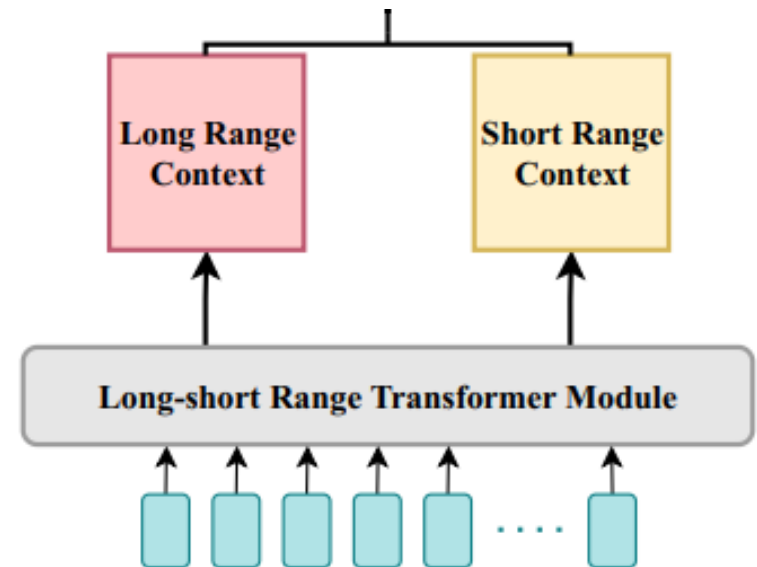 Long Range
Context
Short Range
Context
Long-short Range Transformer Module